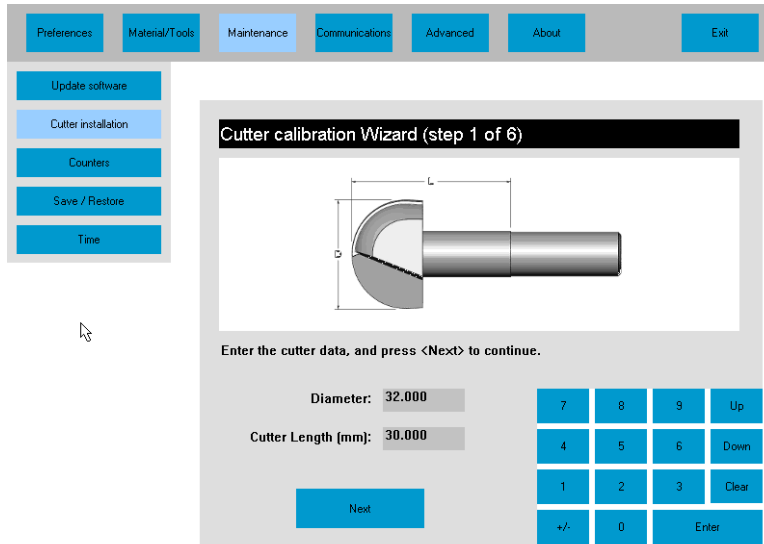 Preferences Material/Tools Maintenance Communications Advanced About Exit
Update software
Cutter installation
Counters
Save / Restore
Time
Cutter calibration Wizard (step 1 of 6)
L
D
Enter the cutter data, and press <Next> to continue.
Diameter: 32.000
Cutter Length (mm): 30.000
Next
7 8 9 Up
4 5 6 Down
1 2 3 Clear
+/- 0 Enter